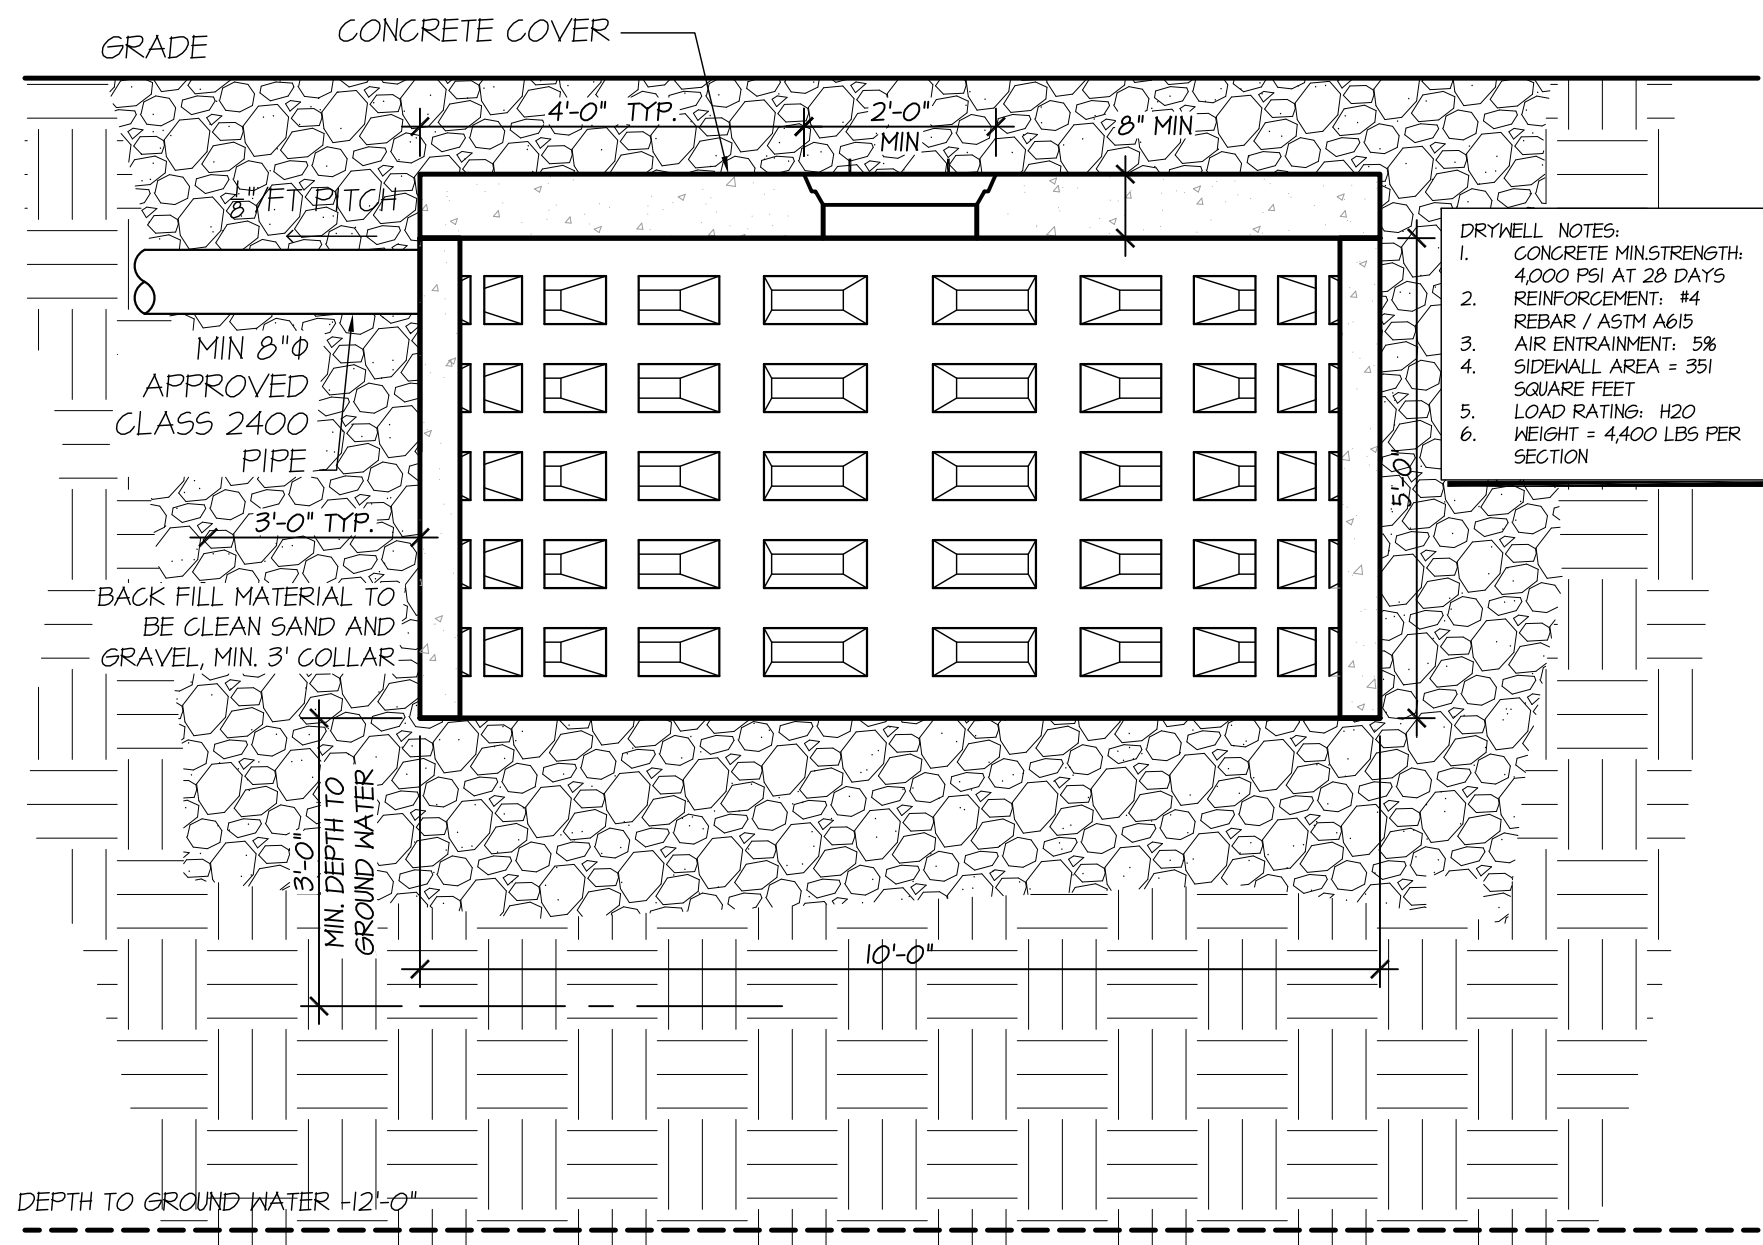 GRADE
CONCRETE COVER
4'-0" TYP.
2'-0"
MIN
8" MIN
1/8"/FT PITCH
DRYWELL NOTES:
1. CONCRETE MIN.STRENGTH:
4,000 PSI AT 28 DAYS
2. REINFORCEMENT: #4
REBAR / ASTM A615
3. AIR ENTRAINMENT: 5%
4. SIDEWALL AREA = 351
SQUARE FEET
5. LOAD RATING: H20
6. WEIGHT = 4,400 LBS PER
SECTION
MIN 8"Φ
APPROVED
CLASS 2400
PIPE
5'-0"
3'-0" TYP.
BACK FILL MATERIAL TO
BE CLEAN SAND AND
GRAVEL, MIN. 3' COLLAR
3'-0"
MIN. DEPTH TO
GROUND WATER
10'-0"
DEPTH TO GROUND WATER -12'-0"